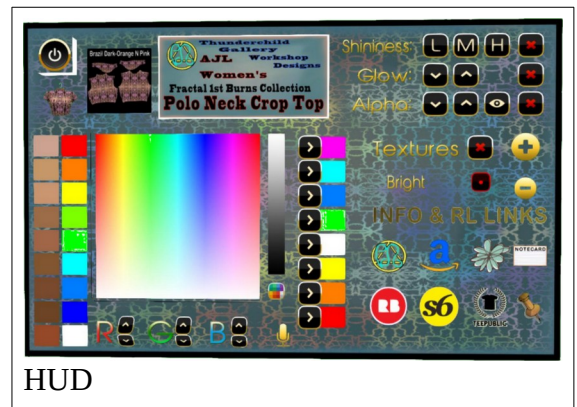 Brazil Dark-Orange N Pink
Thunderchild
Gallery
AJL Workshop
Designs
Women's
Fractal 1st Burns Collection
Polo Neck Crop Top
Shininess: L M H
Glow:
Alpha:
Textures
Bright
INFO & RL LINKS
a
NOTECARD
RB
s6
TEEPUBLIC
R G B
HUD